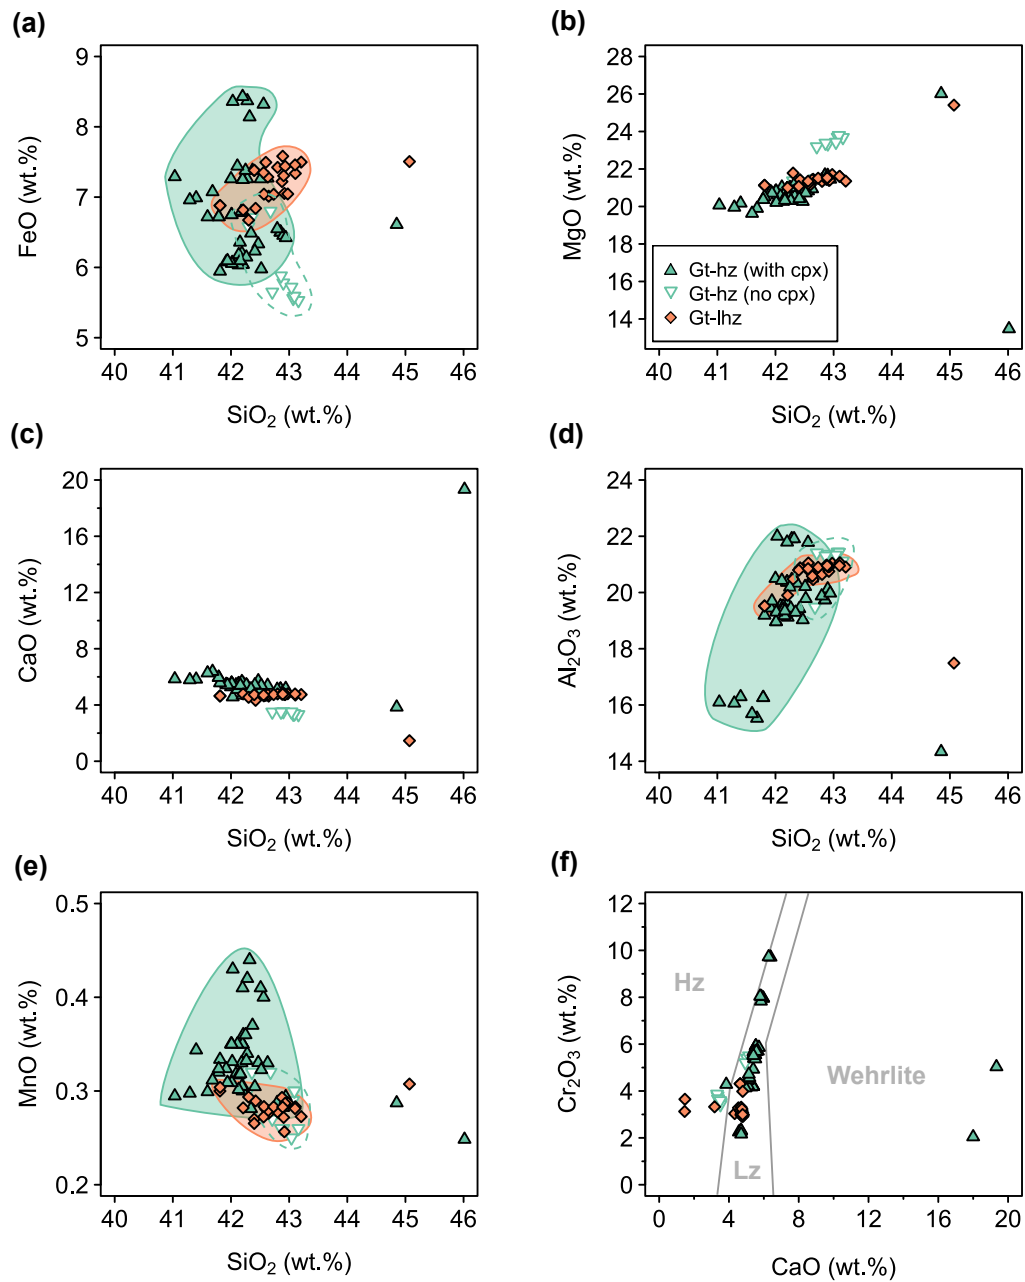 (a)
9
8
7
6
5
FeO (wt.%)
40 41 42 43 44 45 46
SiO₂ (wt.%)
(b)
28
26
24
22
20
18
16
14
MgO (wt.%)
Gt-hz (with cpx)
Gt-hz (no cpx)
Gt-lhz
40 41 42 43 44 45 46
SiO₂ (wt.%)
(c)
20
16
12
8
4
0
CaO (wt.%)
40 41 42 43 44 45 46
SiO₂ (wt.%)
(d)
24
22
20
18
16
14
Al₂O₃ (wt.%)
40 41 42 43 44 45 46
SiO₂ (wt.%)
(e)
0.5
0.4
0.3
0.2
MnO (wt.%)
40 41 42 43 44 45 46
SiO₂ (wt.%)
(f)
12
10
8
6
4
2
0
Cr₂O₃ (wt.%)
Hz
Wehrlite
Lz
0 4 8 12 16 20
CaO (wt.%)